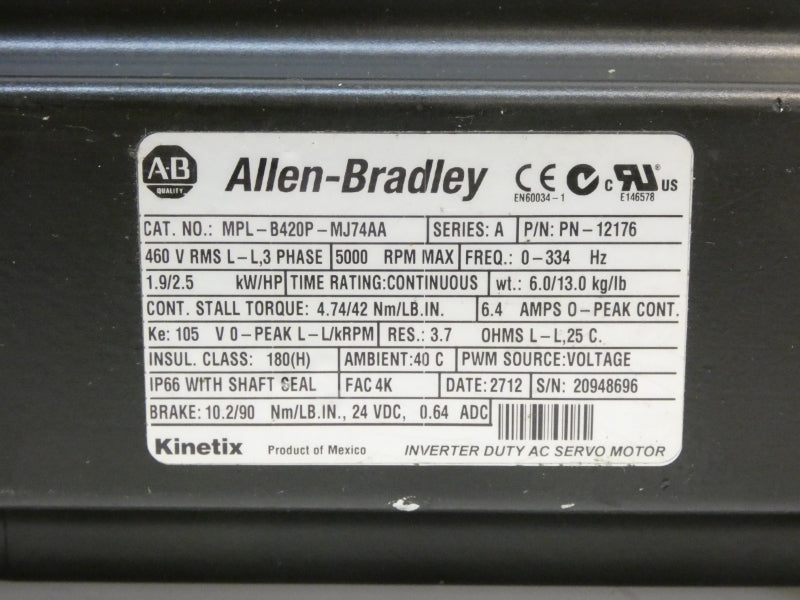 A-B
QUALITY
Allen-Bradley
CE
EN60034-1
C UR US
®
E146578
CAT. NO.: MPL-B420P-MJ74AA SERIES: A P/N: PN-12176
460 V RMS L-L,3 PHASE 5000 RPM MAX FREQ.: 0-334 Hz
1.9/2.5 kW/HP TIME RATING:CONTINUOUS wt.: 6.0/13.0 kg/lb
CONT. STALL TORQUE: 4.74/42 Nm/LB.IN. 6.4 AMPS 0-PEAK CONT.
Ke: 105 V 0-PEAK L-L/kRPM RES.: 3.7 OHMS L-L,25 C.
INSUL. CLASS: 180(H) AMBIENT:40 C PWM SOURCE:VOLTAGE
IP66 WITH SHAFT SEAL FAC 4K DATE: 2712 S/N: 20948696
BRAKE: 10.2/90 Nm/LB.IN., 24 VDC, 0.64 ADC
Kinetix Product of Mexico INVERTER DUTY AC SERVO MOTOR